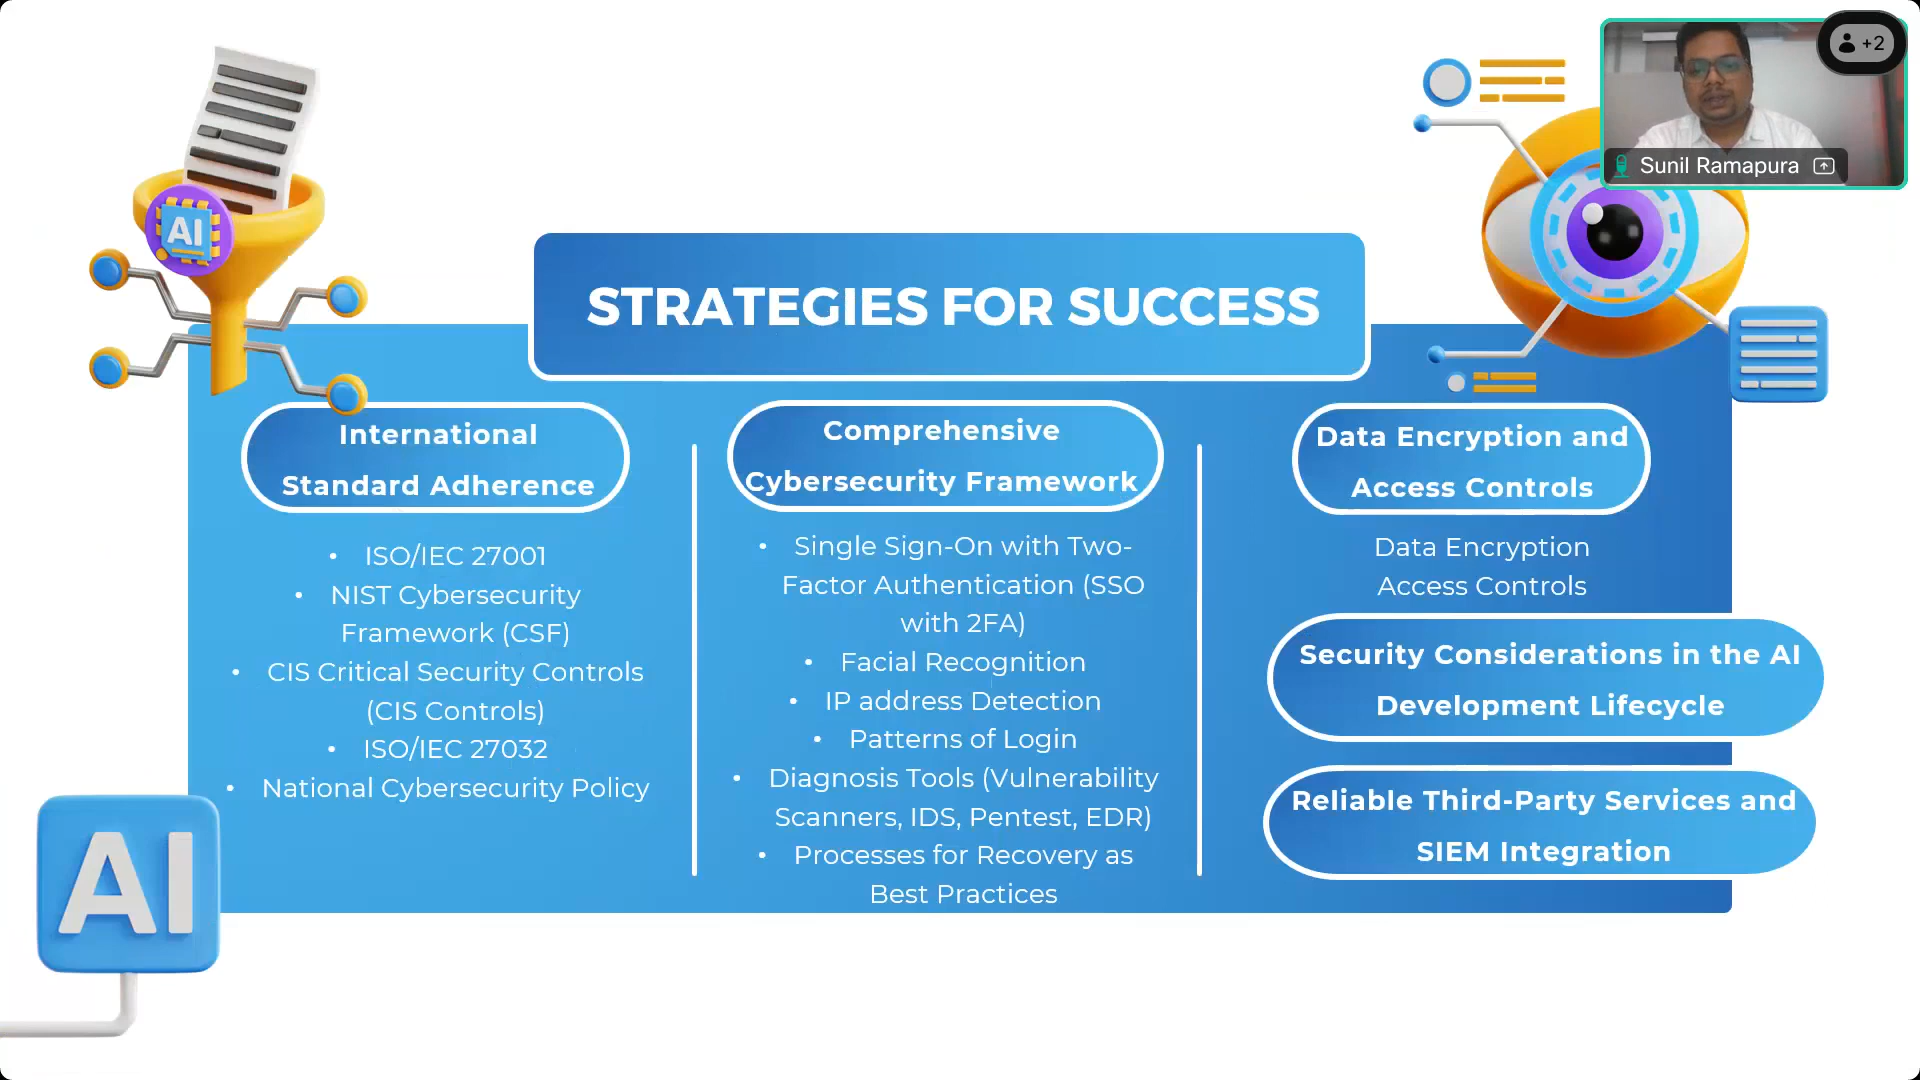 +2
Sunil Ramapura
AI
STRATEGIES FOR SUCCESS
International
Standard Adherence
• ISO/IEC 27001
• NIST Cybersecurity
Framework (CSF)
• CIS Critical Security Controls
(CIS Controls)
• ISO/IEC 27032
• National Cybersecurity Policy
Comprehensive
Cybersecurity Framework
• Single Sign-On with Two-
Factor Authentication (SSO
with 2FA)
• Facial Recognition
• IP address Detection
• Patterns of Login
• Diagnosis Tools (Vulnerability
Scanners, IDS, Pentest, EDR)
• Processes for Recovery as
Best Practices
Data Encryption and
Access Controls
Data Encryption
Access Controls
Security Considerations in the AI
Development Lifecycle
Reliable Third-Party Services and
SIEM Integration
AI